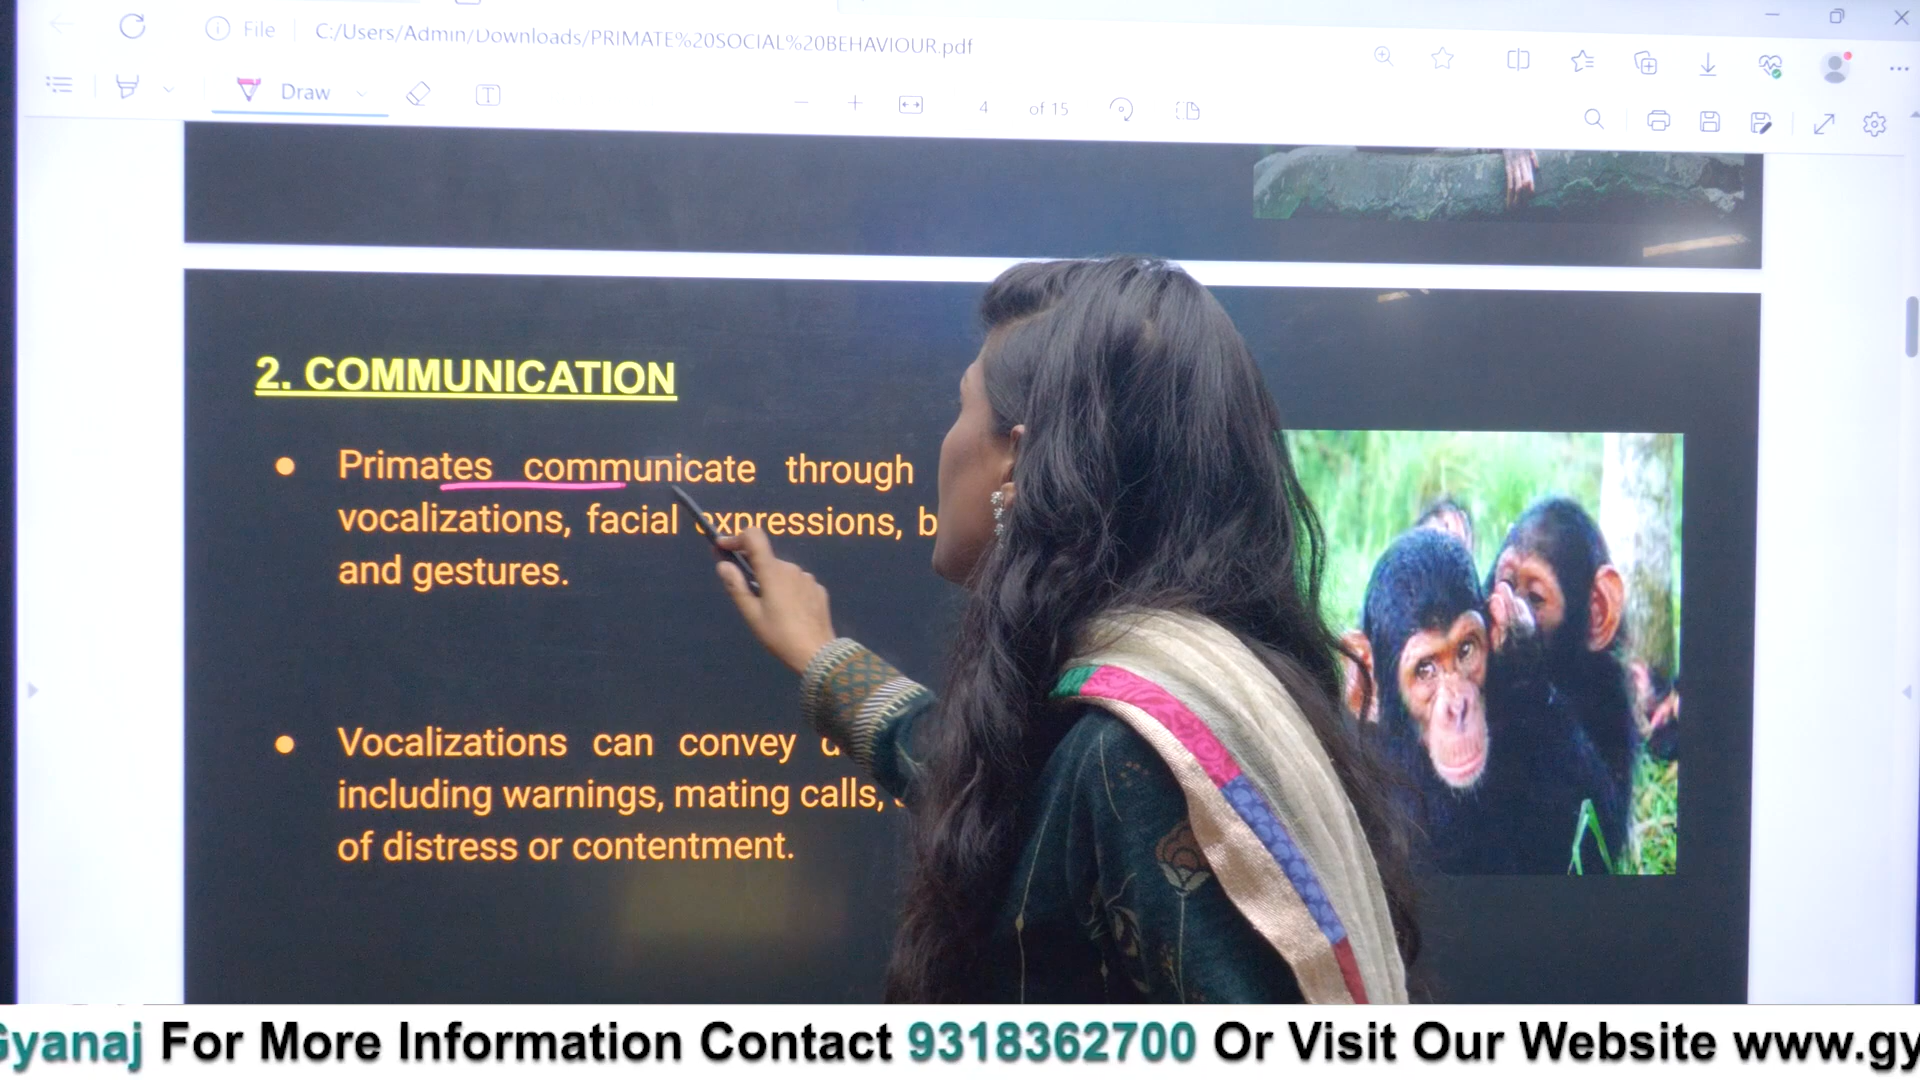 File C:/Users/Admin/Downloads/PRIMATE%20SOCIAL%20BEHAVIOUR.pdf
Draw T 4 of 15
2. COMMUNICATION
● Primates communicate through
vocalizations, facial expressions,
and gestures.
● Vocalizations can convey
including warnings, mating calls,
of distress or contentment.
Gyanaj For More Information Contact 9318362700 Or Visit Our Website www.gy